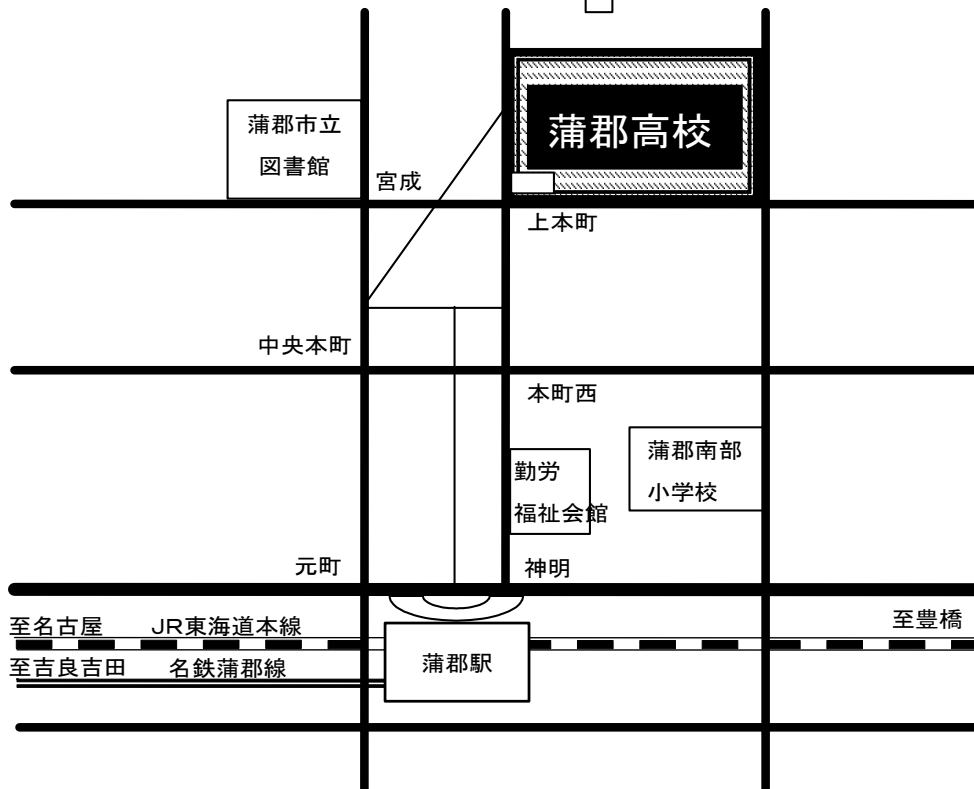 蒲郡高校
蒲郡市立
図書館
宮成
上本町
中央本町
本町西
蒲郡南部
小学校
勤労
福祉会館
元町
神明
至名古屋
JR東海道本線
至豊橋
至吉良吉田
名鉄蒲郡線
蒲郡駅